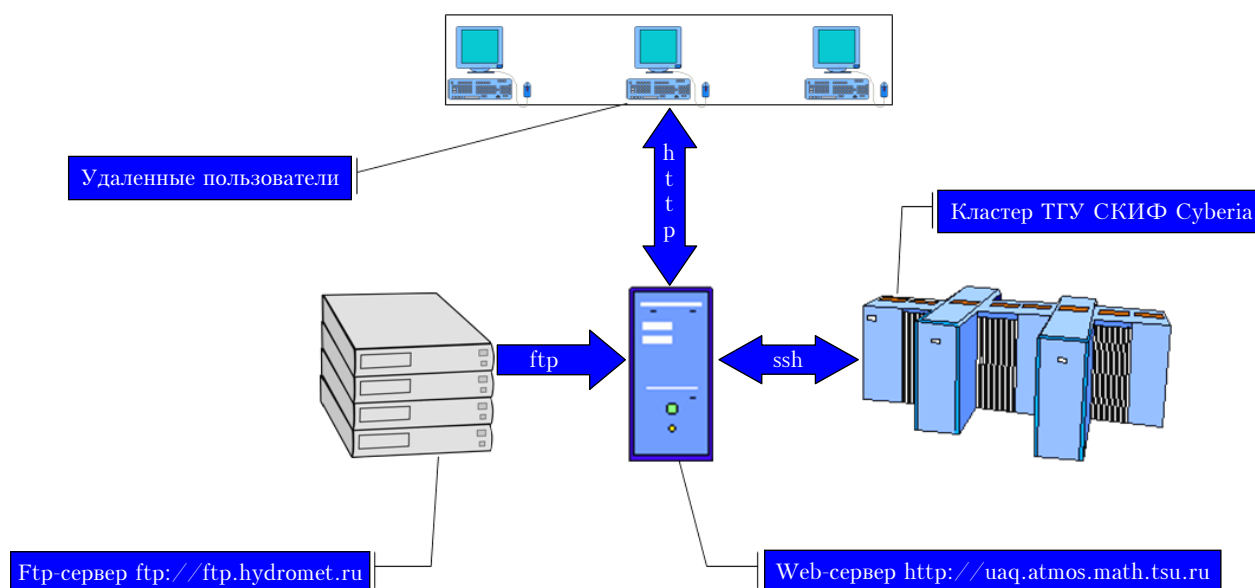 Удаленные пользователи
http
Кластер ТГУ СКИФ Cyberia
ftp
ssh
Ftp-сервер ftp://ftp.hydromet.ru
Web-сервер http://uaq.atmos.math.tsu.ru